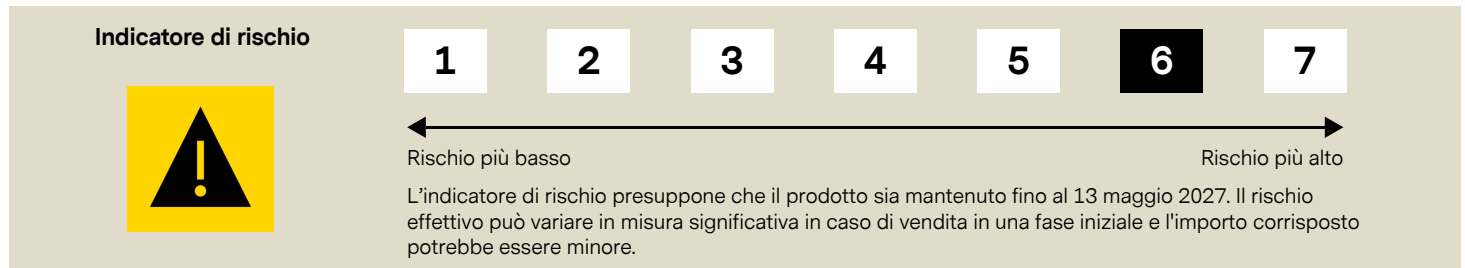 Indicatore di rischio
1 2 3 4 5 6 7
!
Rischio più basso Rischio più alto
L'indicatore di rischio presuppone che il prodotto sia mantenuto fino al 13 maggio 2027. Il rischio
effettivo può variare in misura significativa in caso di vendita in una fase iniziale e l'importo corrisposto
potrebbe essere minore.